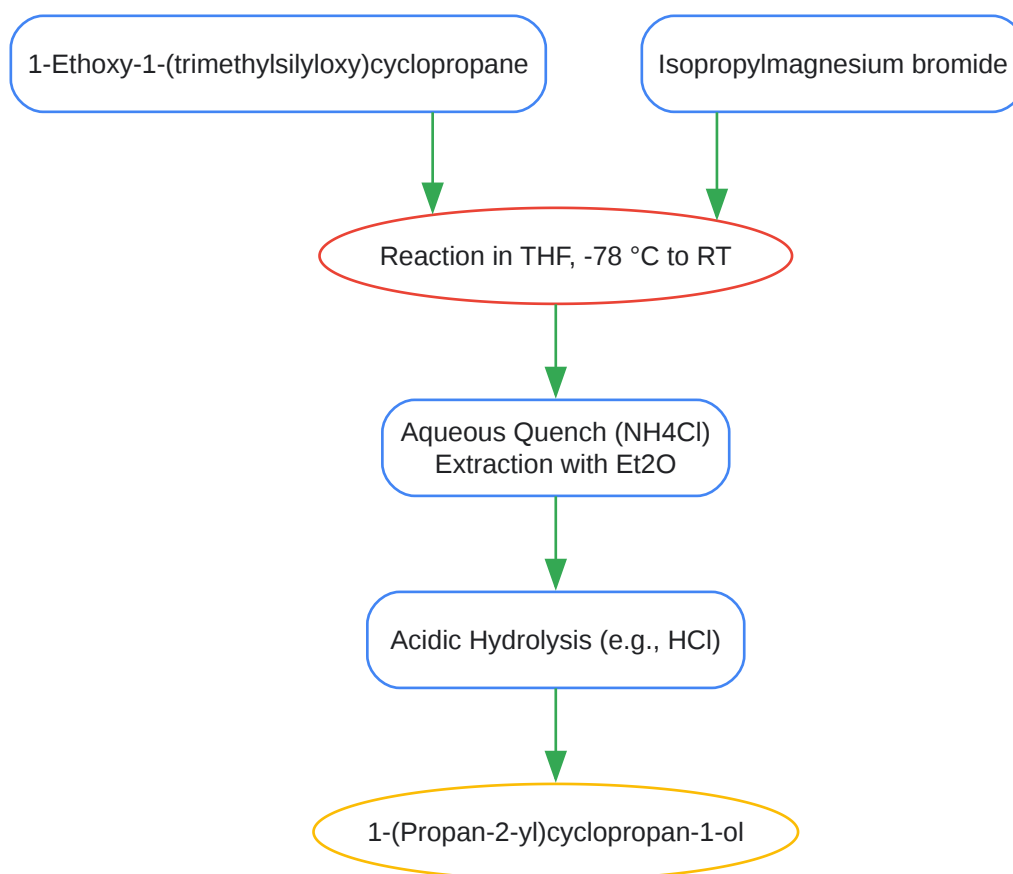 1-Ethoxy-1-(trimethylsilyloxy)cyclopropane
Isopropylmagnesium bromide
Reaction in THF, -78 °C to RT
Aqueous Quench (NH4Cl)
Extraction with Et2O
Acidic Hydrolysis (e.g., HCl)
1-(Propan-2-yl)cyclopropan-1-ol